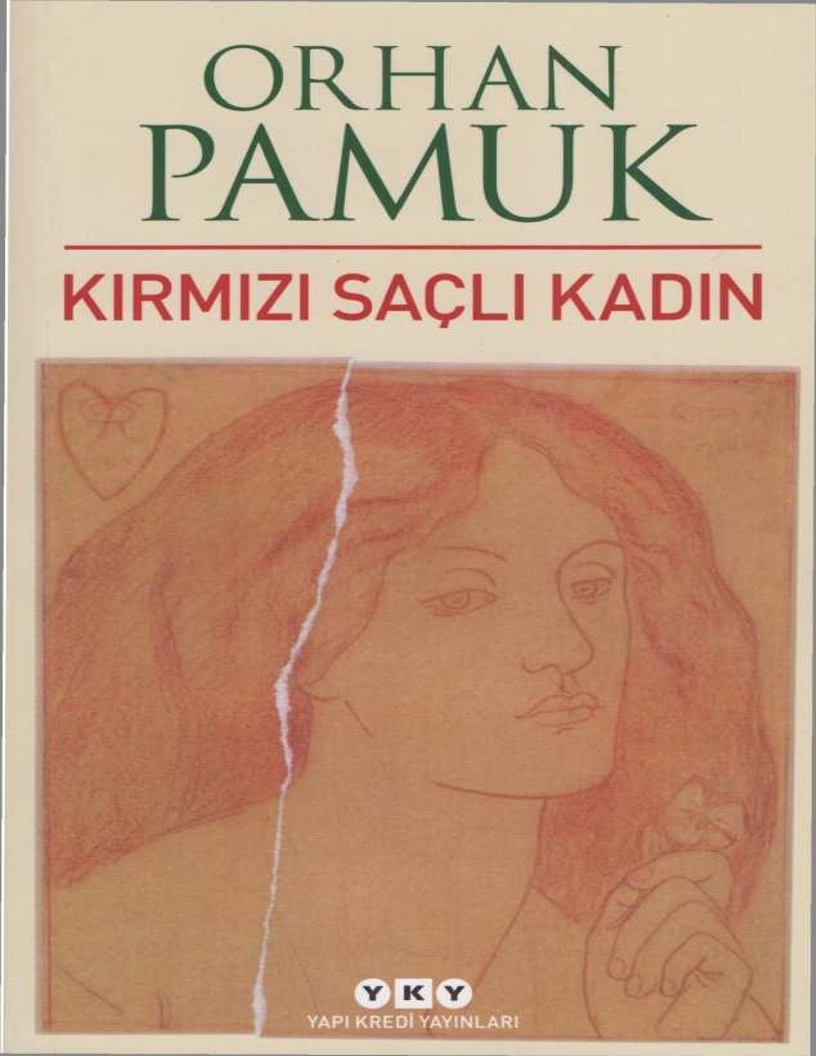 ORHAN
PAMUK
KIRMIZI SAÇLI KADIN
YKY
YAPI KREDİ YAYINLARI